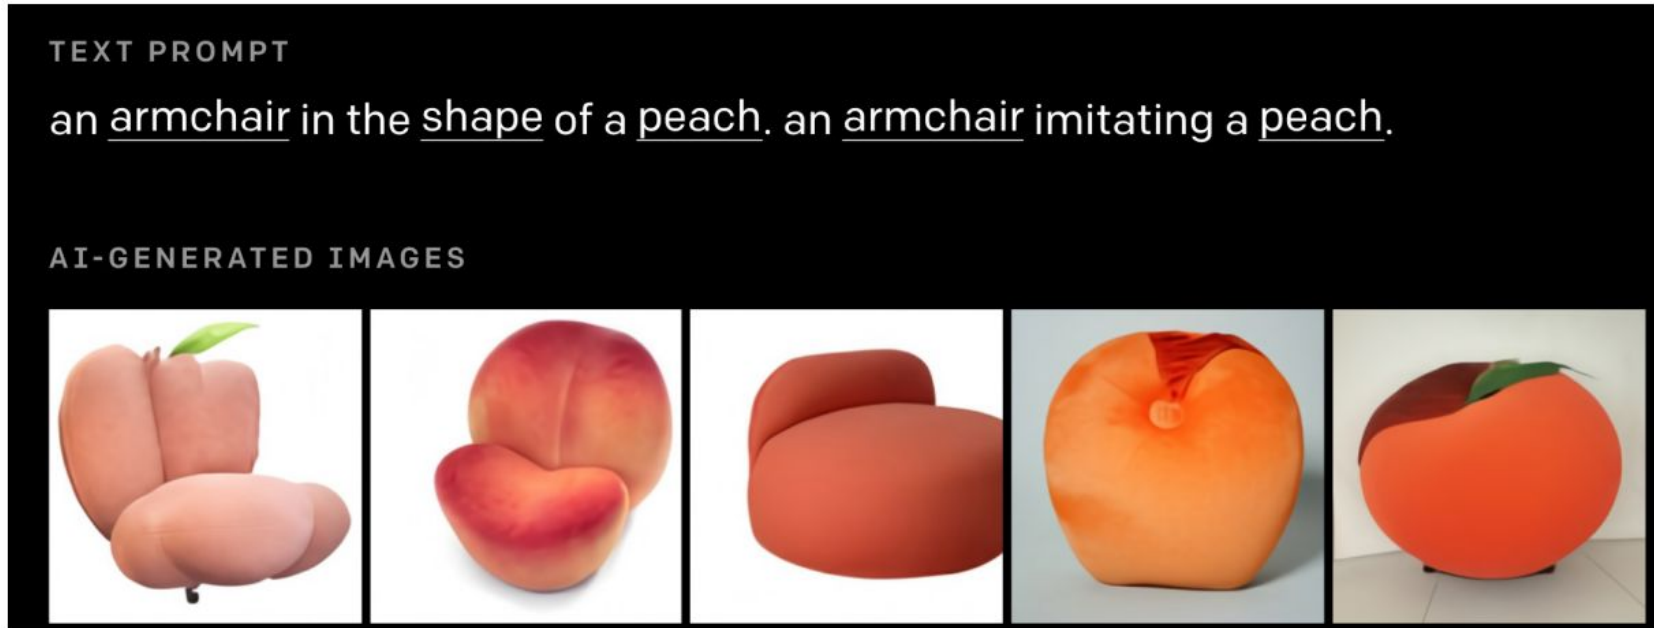 TEXT PROMPT
an armchair in the shape of a peach. an armchair imitating a peach.
AI-GENERATED IMAGES